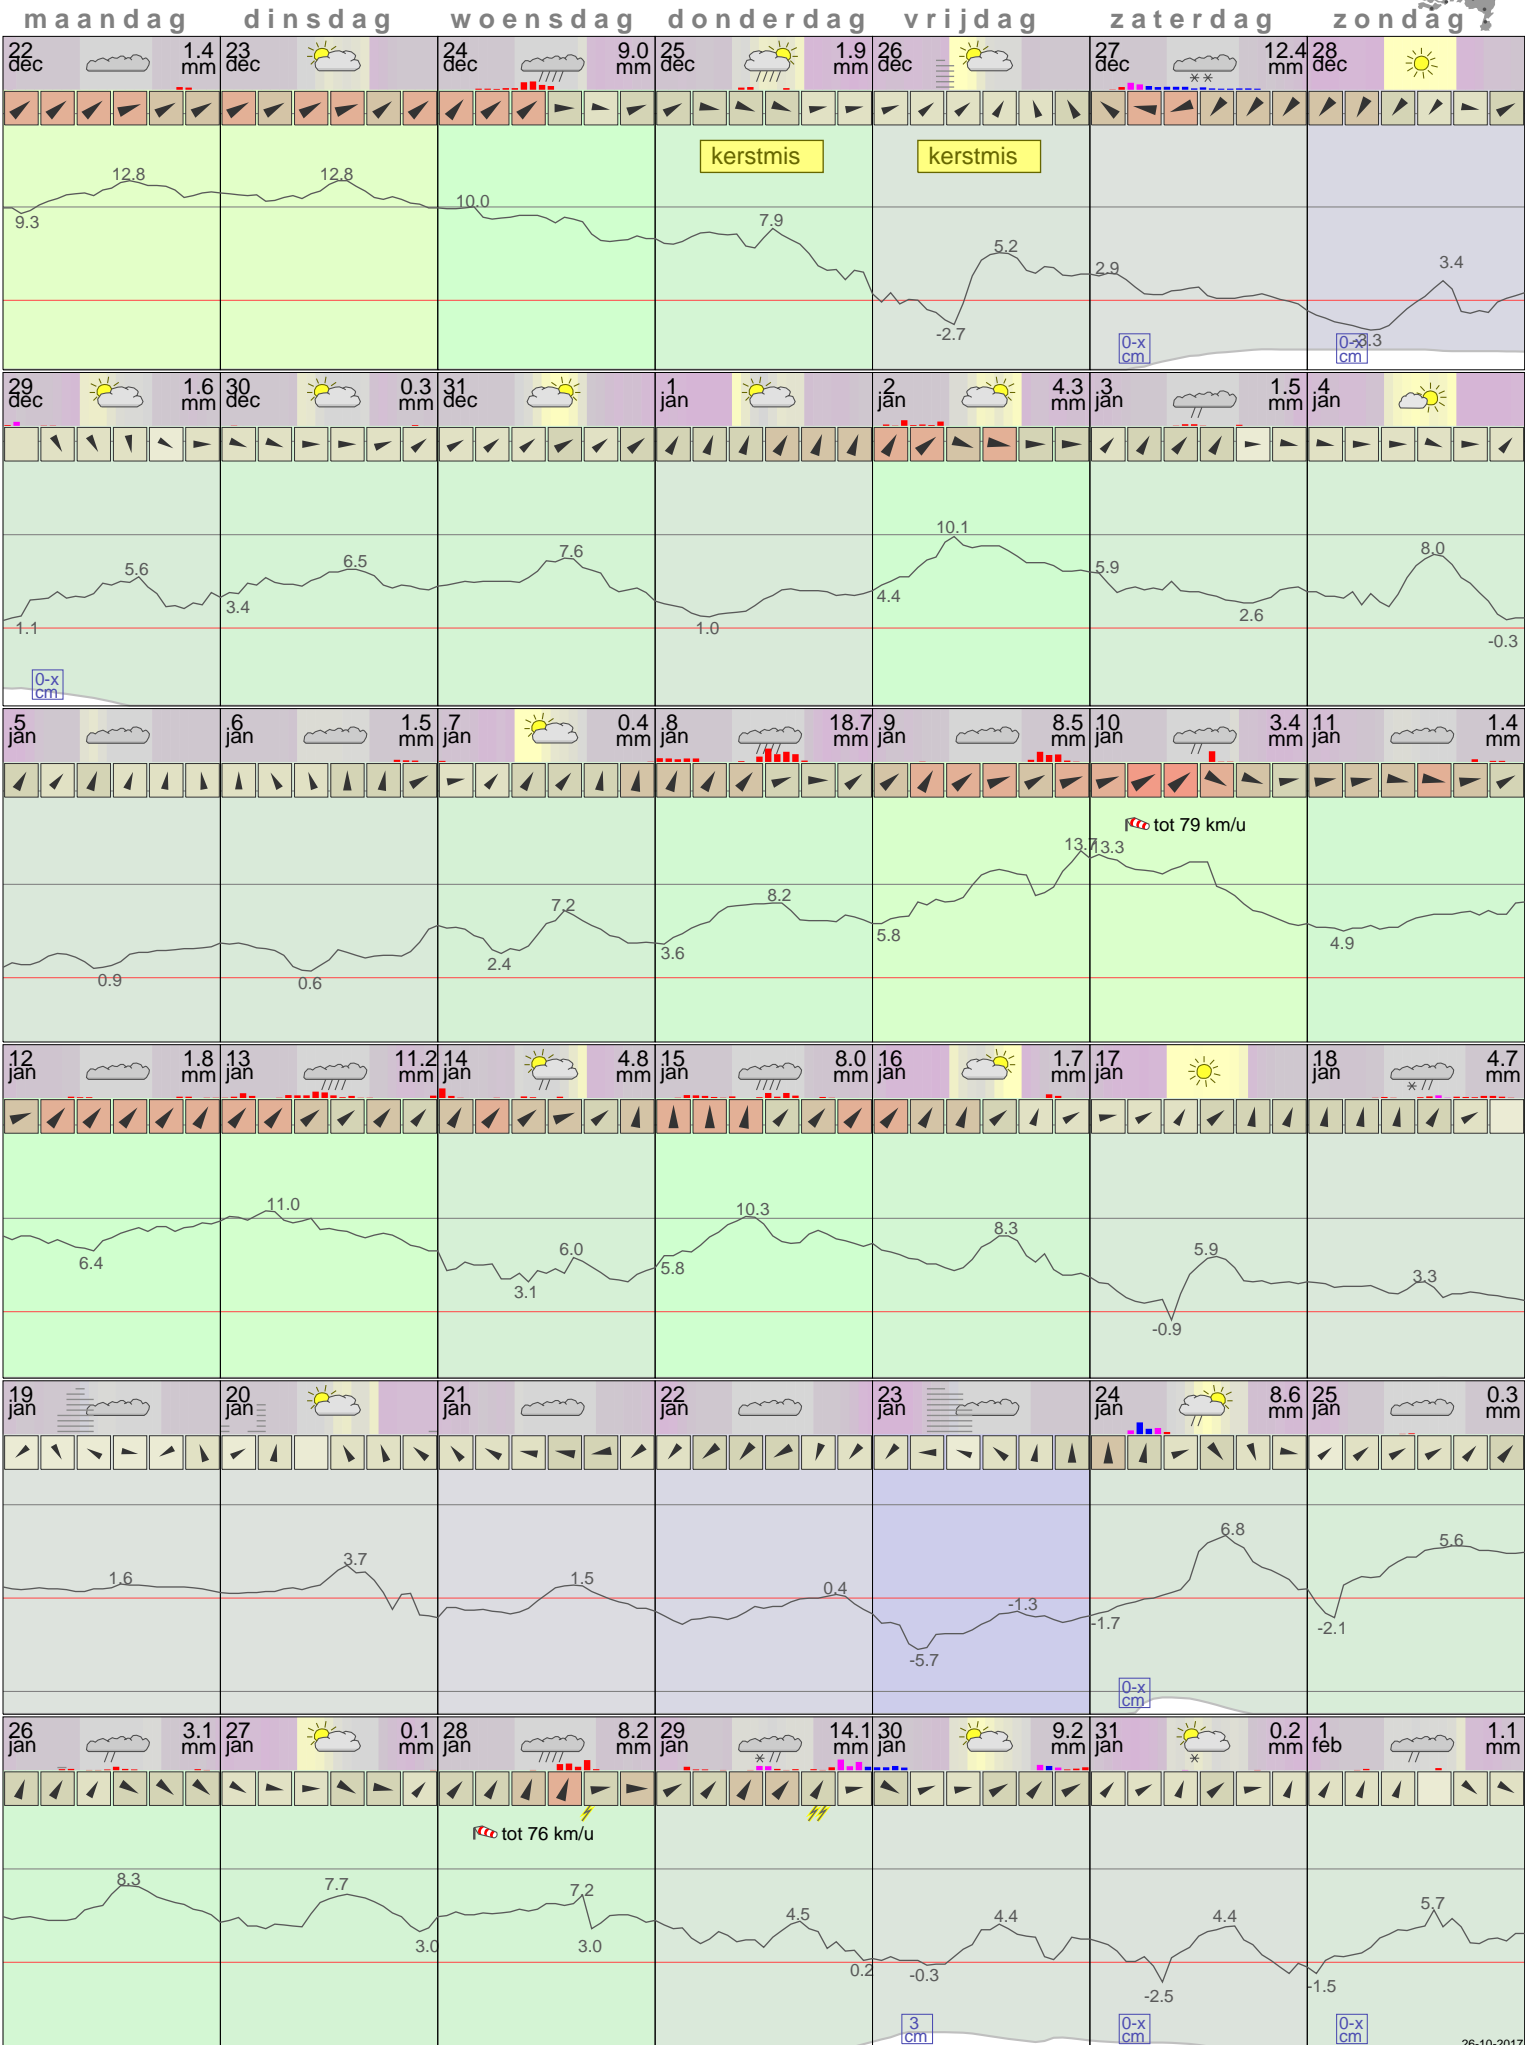 maandag dinsdag woensdag donderdag vrijdag zaterdag zondag
22 dec 1.4 mm 23 dec 24 dec 9.0 mm 25 dec 1.9 mm 26 dec 27 dec 12.4 mm 28 dec
kerstmis kerstmis
12.8 12.8
9.3 10.0 7.9 5.2 2.9 3.4
-2.7 -3.3
0-x cm 0-x cm
29 dec 1.6 mm 30 dec 0.3 mm 31 dec 1 jan 2 jan 4.3 mm 3 jan 1.5 mm 4 jan
5.6 6.5 7.6 10.1 5.9 8.0
1.1 3.4 1.0 4.4 2.6 -0.3
0-x cm
5 jan 6 jan 1.5 mm 7 jan 0.4 mm 8 jan 18.7 mm 9 jan 8.5 mm 10 jan 3.4 mm 11 jan 1.4 mm
tot 79 km/u
7.2 8.2 13.7 13.3
0.9 0.6 2.4 3.6 5.8 4.9
12 jan 1.8 mm 13 jan 11.2 mm 14 jan 4.8 mm 15 jan 8.0 mm 16 jan 1.7 mm 17 jan 18 jan 4.7 mm
11.0 6.0 10.3 8.3 5.9 3.3
6.4 3.1 5.8 -0.9
19 jan 20 jan 21 jan 22 jan 23 jan 24 jan 8.6 mm 25 jan 0.3 mm
1.6 3.7 1.5 0.4 -1.3 6.8 5.6
-5.7 -1.7 -2.1
0-x cm
26 jan 3.1 mm 27 jan 0.1 mm 28 jan 8.2 mm 29 jan 14.1 mm 30 jan 9.2 mm 31 jan 0.2 mm 1 feb 1.1 mm
tot 76 km/u
8.3 7.7 7.2 4.5 4.4 4.4 5.7
3.0 3.0 0.2 -0.3 -2.5 -1.5
3 cm 0-x cm 0-x cm
26-10-2017